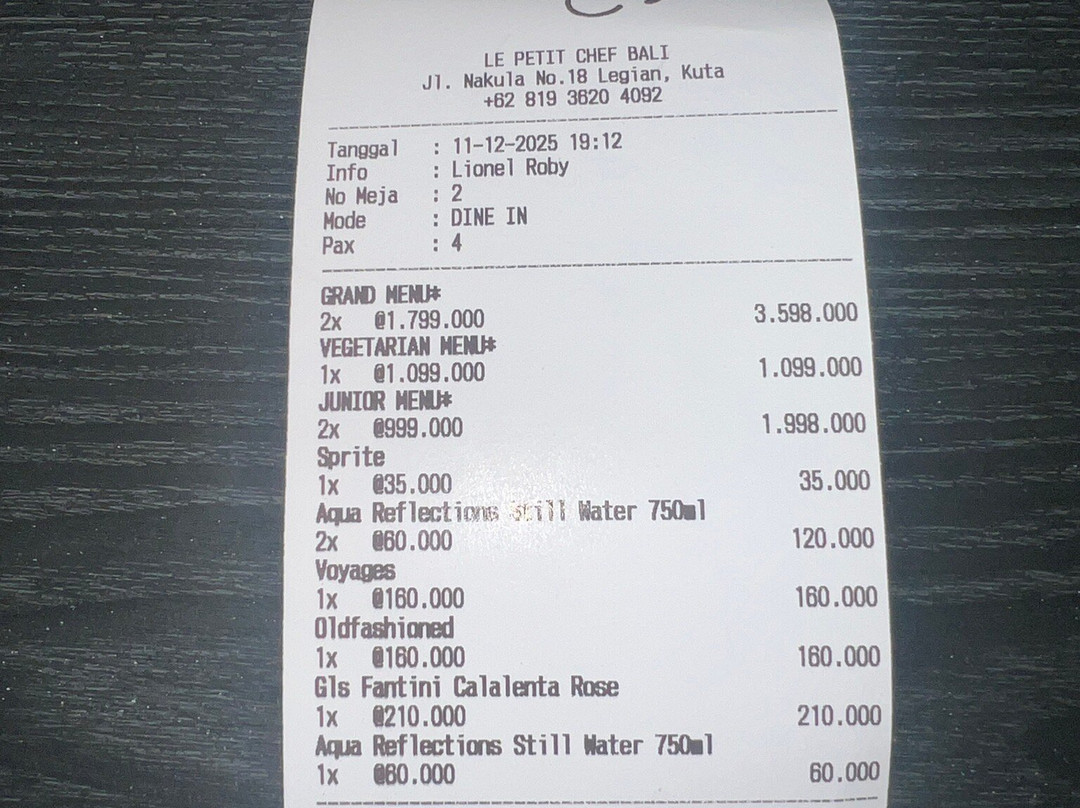 LE PETIT CHEF BALI
Jl. Nakula No.18 Legian, Kuta
+62 819 3620 4092
Tanggal : 11-12-2025 19:12
Info : Lionel Roby
No Meja : 2
Mode : DINE IN
Pax : 4
GRAND MENU*
2x @1.799.000 3.598.000
VEGETARIAN MENU*
1x @1.099.000 1.099.000
JUNIOR MENU*
2x @999.000 1.998.000
Sprite
1x @35.000 35.000
Aqua Reflections Still Water 750ml
2x @60.000 120.000
Voyages
1x @160.000 160.000
Oldfashioned
1x @160.000 160.000
Gls Fantini Calalenta Rose
1x @210.000 210.000
Aqua Reflections Still Water 750ml
1x @60.000 60.000